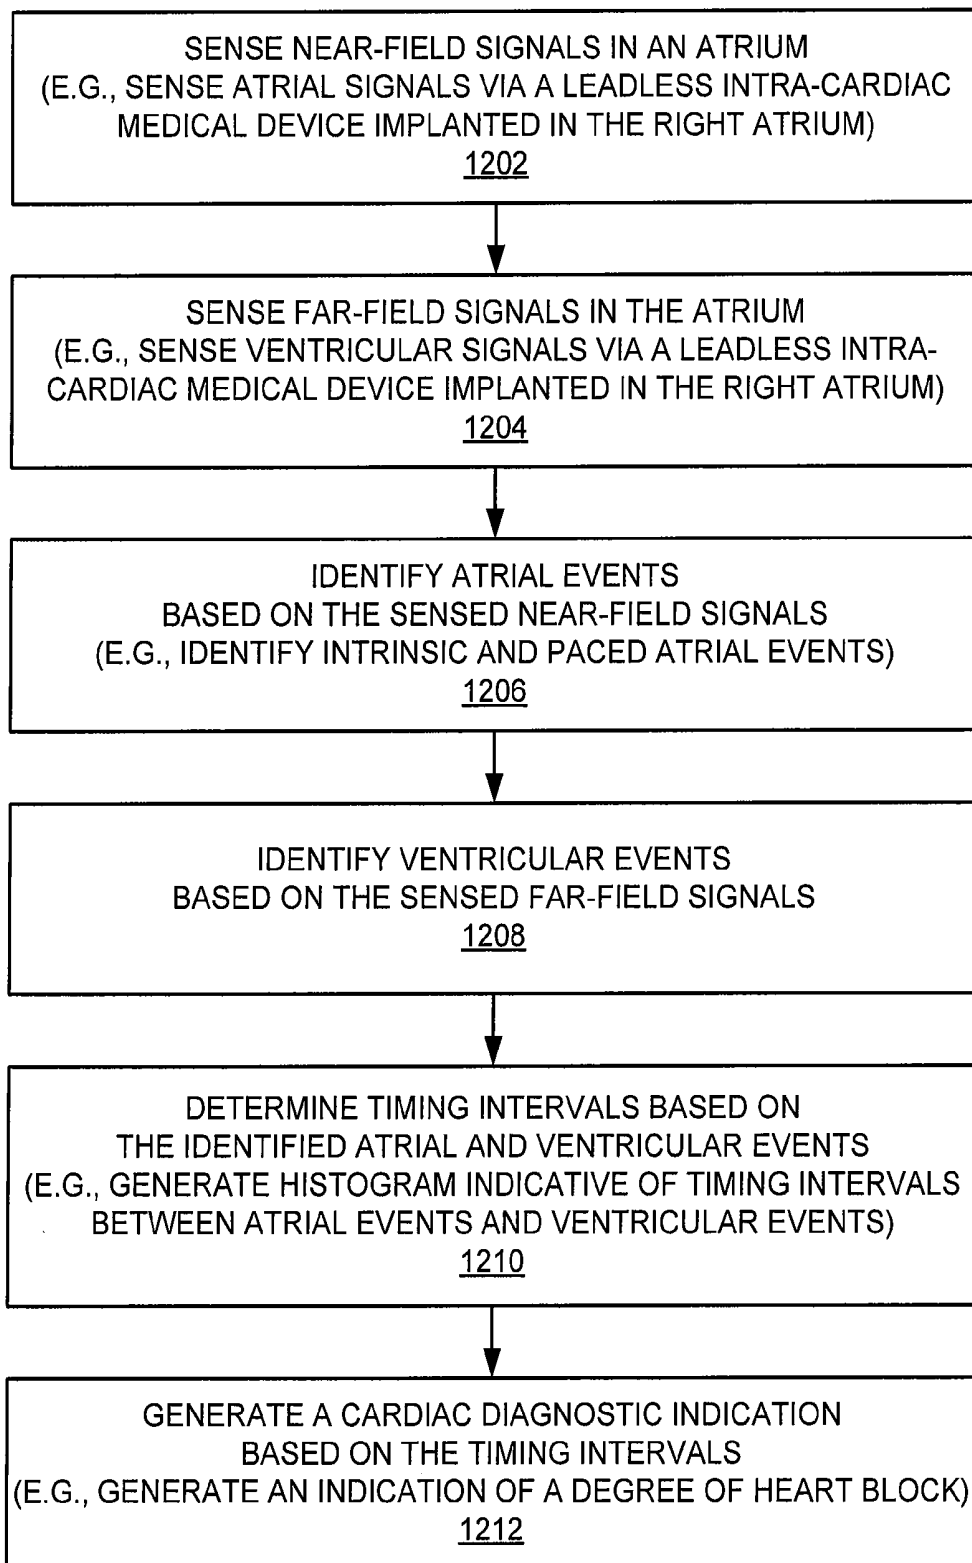 SENSE NEAR-FIELD SIGNALS IN AN ATRIUM
(E.G., SENSE ATRIAL SIGNALS VIA A LEADLESS INTRA-CARDIAC
MEDICAL DEVICE IMPLANTED IN THE RIGHT ATRIUM)
1202
SENSE FAR-FIELD SIGNALS IN THE ATRIUM
(E.G., SENSE VENTRICULAR SIGNALS VIA A LEADLESS INTRA-
CARDIAC MEDICAL DEVICE IMPLANTED IN THE RIGHT ATRIUM)
1204
IDENTIFY ATRIAL EVENTS
BASED ON THE SENSED NEAR-FIELD SIGNALS
(E.G., IDENTIFY INTRINSIC AND PACED ATRIAL EVENTS)
1206
IDENTIFY VENTRICULAR EVENTS
BASED ON THE SENSED FAR-FIELD SIGNALS
1208
DETERMINE TIMING INTERVALS BASED ON
THE IDENTIFIED ATRIAL AND VENTRICULAR EVENTS
(E.G., GENERATE HISTOGRAM INDICATIVE OF TIMING INTERVALS
BETWEEN ATRIAL EVENTS AND VENTRICULAR EVENTS)
1210
GENERATE A CARDIAC DIAGNOSTIC INDICATION
BASED ON THE TIMING INTERVALS
(E.G., GENERATE AN INDICATION OF A DEGREE OF HEART BLOCK)
1212